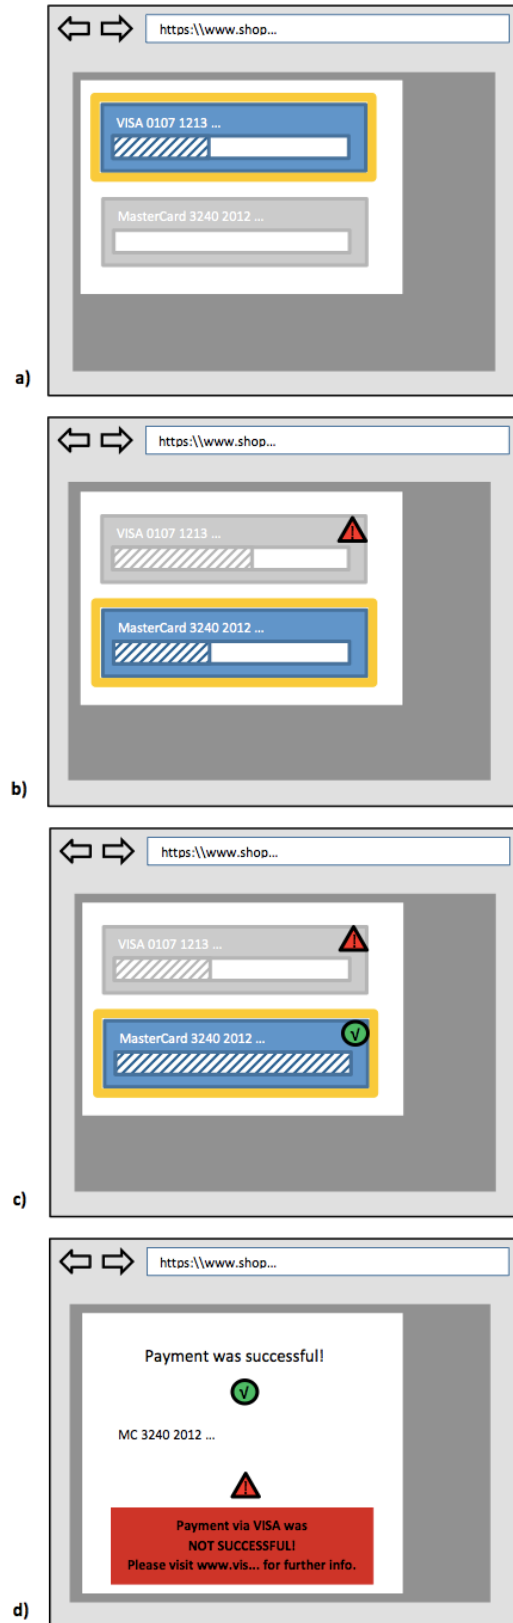 https:\\www.shop...
VISA 0107 1213 ...
MasterCard 3240 2012 ...
a)
https:\\www.shop...
VISA 0107 1213 ...
MasterCard 3240 2012 ...
b)
https:\\www.shop...
VISA 0107 1213 ...
MasterCard 3240 2012 ...
c)
https:\\www.shop...
Payment was successful!
MC 3240 2012 ...
Payment via VISA was
NOT SUCCESSFUL!
Please visit www.vis... for further info.
d)